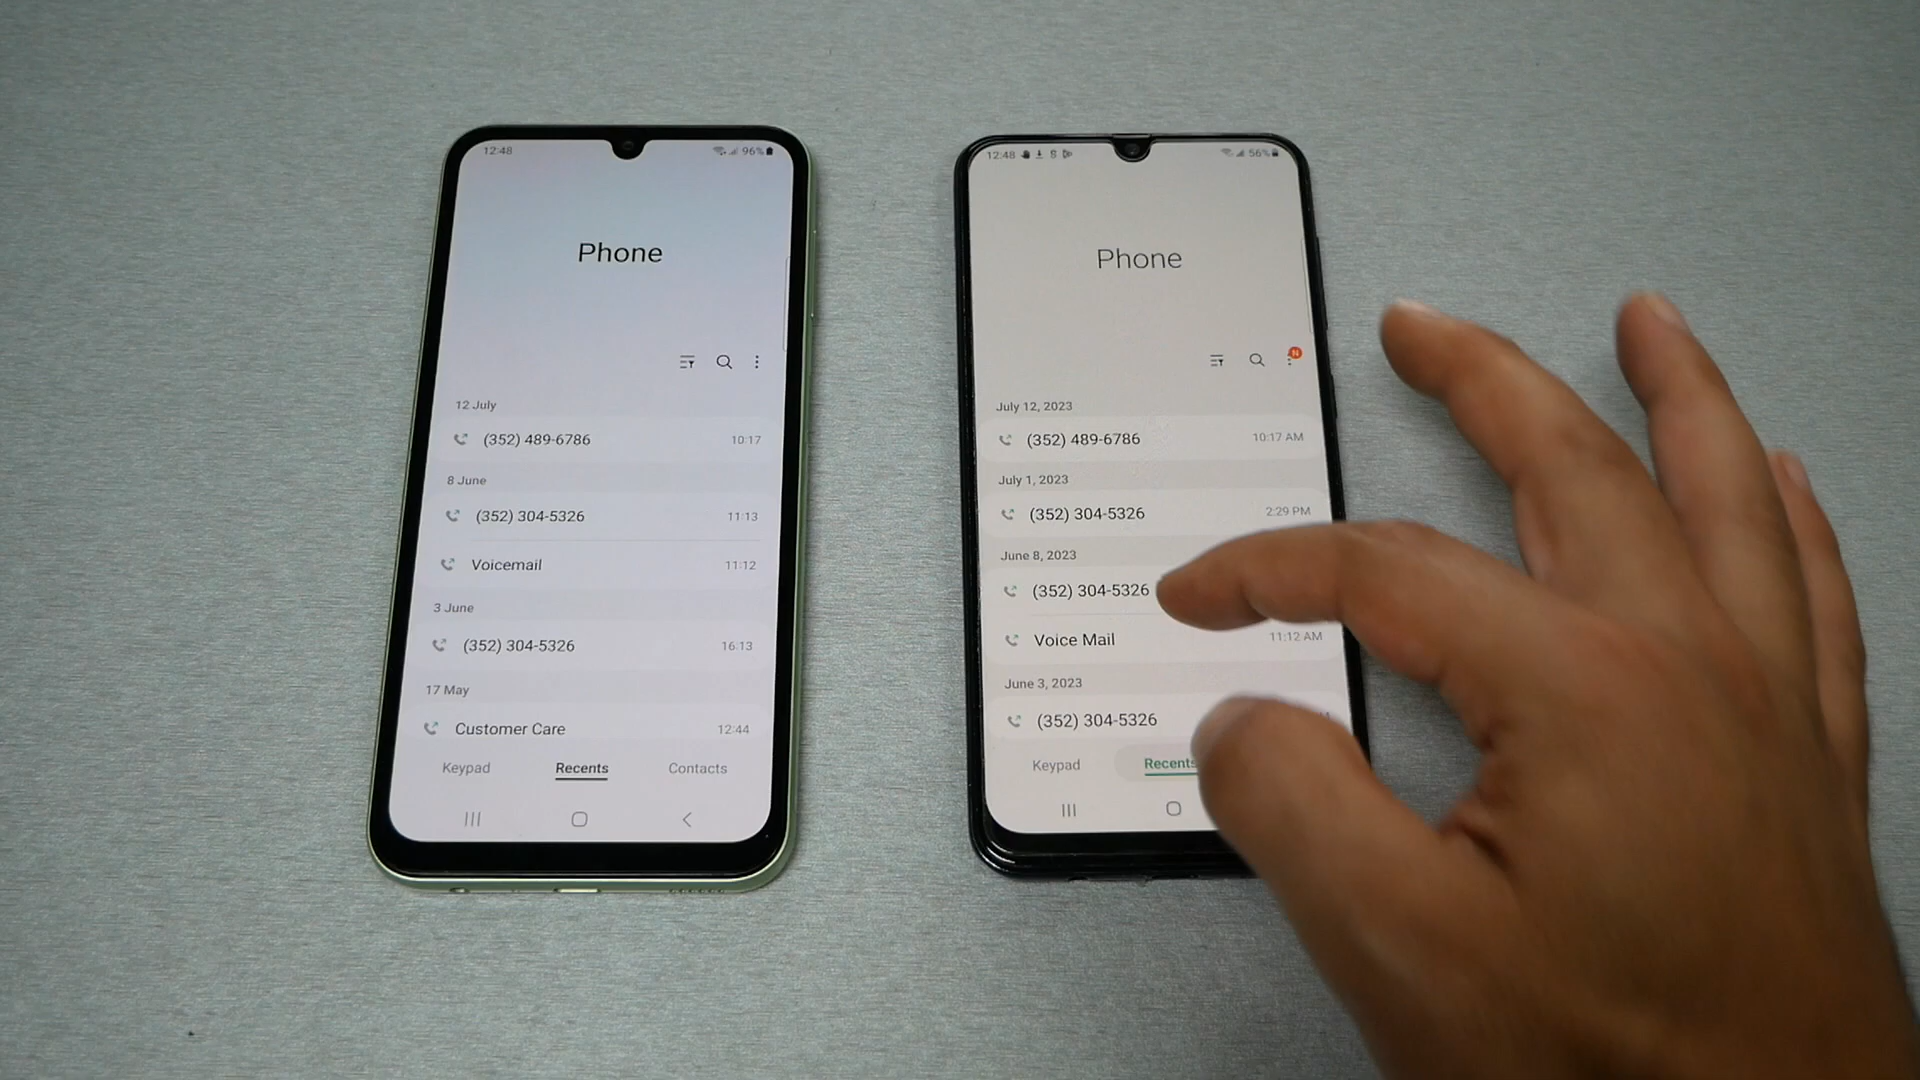 12:48 96%
Phone
12 July
(352) 489-6786 10:17
8 June
(352) 304-5326 11:13
Voicemail 11:12
3 June
(352) 304-5326 16:13
17 May
Customer Care 12:44
Keypad Recents Contacts
12:48 56%
Phone
N
July 12, 2023
(352) 489-6786 10:17 AM
July 1, 2023
(352) 304-5326 2:29 PM
June 8, 2023
(352) 304-5326
Voice Mail 11:12 AM
June 3, 2023
(352) 304-5326
Keypad Recents